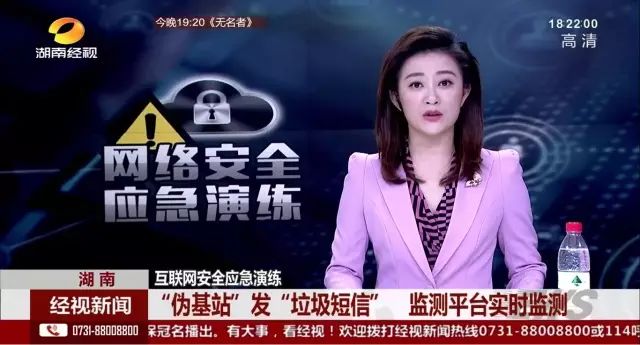 今晚19:20《无名者》
18:22:00
高清
湖南经视
网络安全
应急演练
湖南
互联网安全应急演练
经视新闻
“伪基站”发“垃圾短信” 监测平台实时监测
0731-88008800
保冠名播出。有大事，看经视！欢迎拨打经视新闻热线0731-88008800或114呼